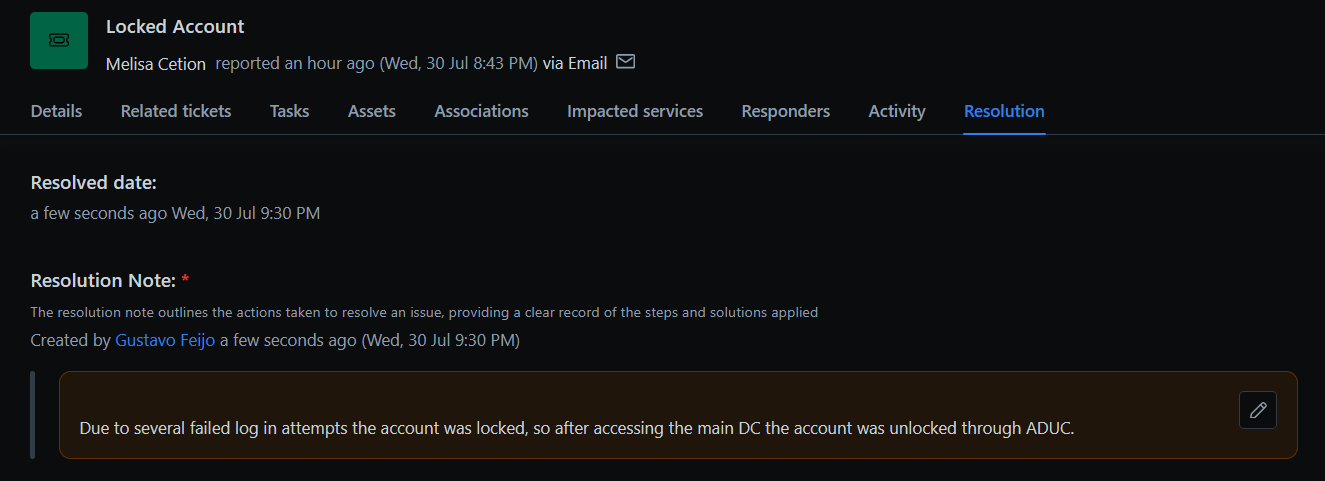 Locked Account
Melisa Cetion reported an hour ago (Wed, 30 Jul 8:43 PM) via Email
Details Related tickets Tasks Assets Associations Impacted services Responders Activity Resolution
Resolved date:
a few seconds ago Wed, 30 Jul 9:30 PM
Resolution Note: *
The resolution note outlines the actions taken to resolve an issue, providing a clear record of the steps and solutions applied
Created by Gustavo Feijo a few seconds ago (Wed, 30 Jul 9:30 PM)
Due to several failed log in attempts the account was locked, so after accessing the main DC the account was unlocked through ADUC.